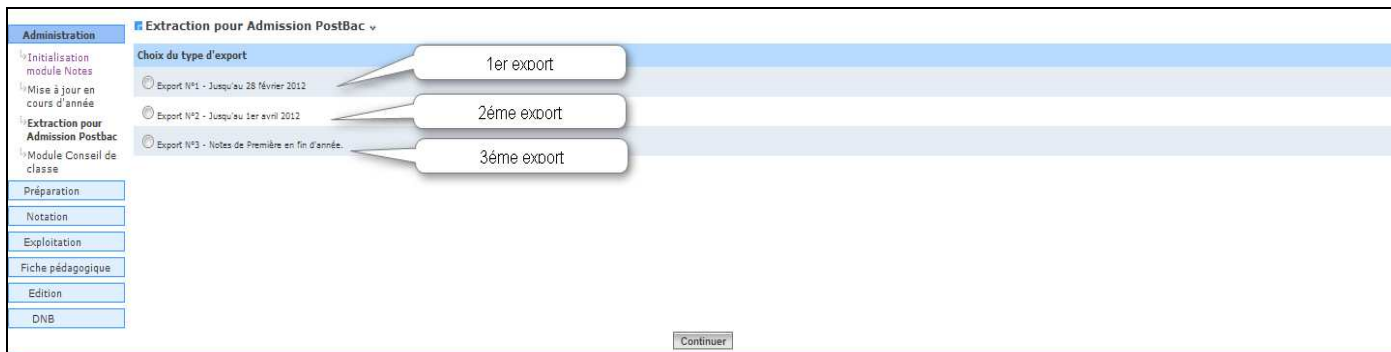 Administration
Initialisation
module Notes
Mise à jour en
cours d'année
Extraction pour
Admission Postbac
Module Conseil de
classe
Préparation
Notation
Exploitation
Fiche pédagogique
Edition
DNB
Extraction pour Admission PostBac
Choix du type d'export
Export N°1 - Jusqu'au 28 février 2012
1er export
Export N°2 - Jusqu'au 1er avril 2012
2éme export
Export N°3 - Notes de Première en fin d'année.
3éme export
Continuer